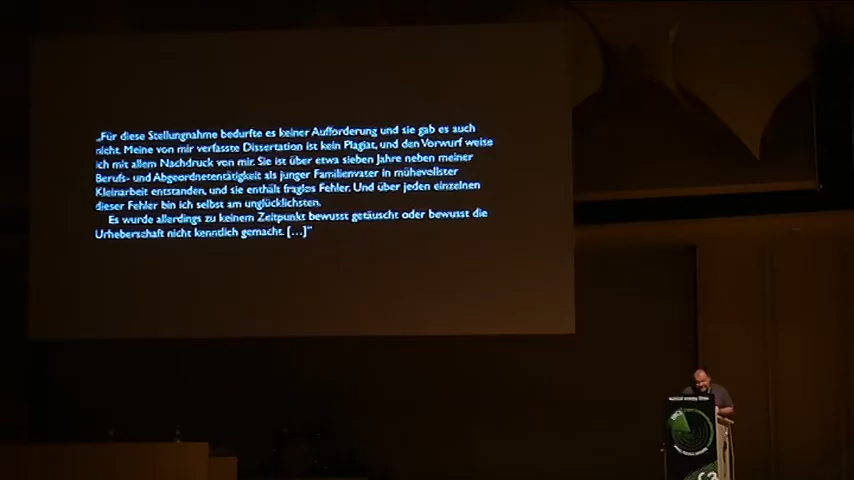 „Für diese Stellungnahme bedurfte es keiner Aufforderung und sie gab es auch
nicht. Meine von mir verfasste Dissertation ist kein Plagiat, und den Vorwurf weise
ich mit allem Nachdruck von mir. Sie ist über etwa sieben Jahre neben meiner
Berufs- und Abgeordnetentätigkeit als junger Familienvater in mühevollster
Kleinarbeit entstanden, und sie enthält fraglos Fehler. Und über jeden einzelnen
dieser Fehler bin ich selbst am unglücklichsten.
Es wurde allerdings zu keinem Zeitpunkt bewusst getäuscht oder bewusst die
Urheberschaft nicht kenntlich gemacht. […]“